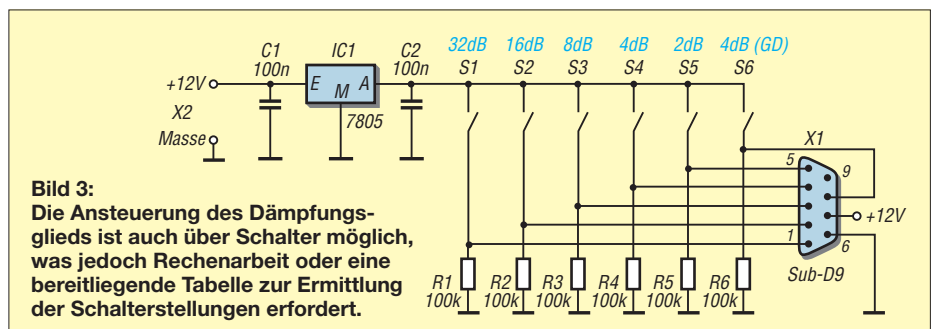 C1 IC1 C2 32dB 16dB 8dB 4dB 2dB 4dB (GD)
100n 100n S1 S2 S3 S4 S5 S6
+12V E M A
X2 7805
Masse
X1
5 9
+12V
1 6
Sub-D9
R1 R2 R3 R4 R5 R6
100k 100k 100k 100k 100k 100k
Bild 3:
Die Ansteuerung des Dämpfungs-
glieds ist auch über Schalter möglich,
was jedoch Rechenarbeit oder eine
bereitliegende Tabelle zur Ermittlung
der Schalterstellungen erfordert.